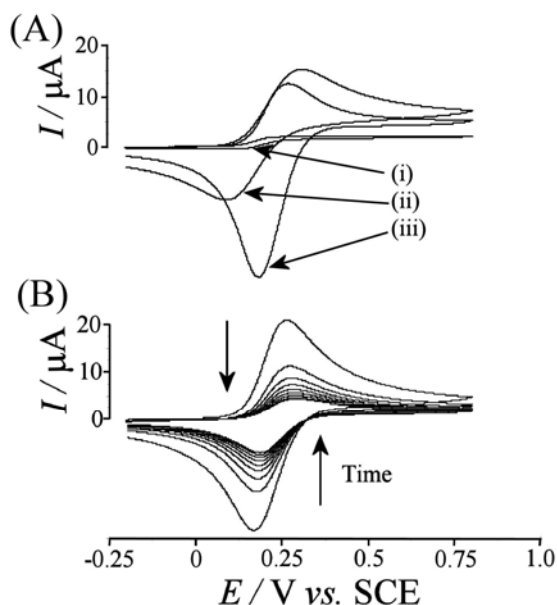 (A)
20
10
0
I / μA
(i)
(ii)
(iii)
(B)
20
10
0
I / μA
Time
-0.25 0 0.25 0.50 0.75 1.0
E / V vs. SCE